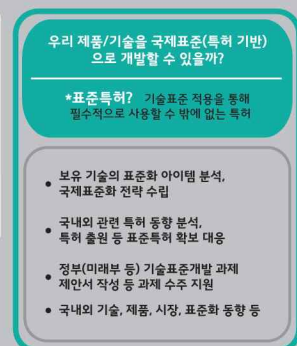 우리 제품/기술을 국제표준(특허 기반)
으로 개발할 수 있을까?
*표준특허? 기술표준 적용을 통해
필수적으로 사용할 수 밖에 없는 특허
• 보유 기술의 표준화 아이템 분석,
국제표준화 전략 수립
• 국내외 관련 특허 동향 분석,
특허 출원 등 표준특허 확보 대응
• 정부(미래부 등) 기술표준개발 과제
제안서 작성 등 과제 수주 지원
• 국내외 기술, 제품, 시장, 표준화 동향 등